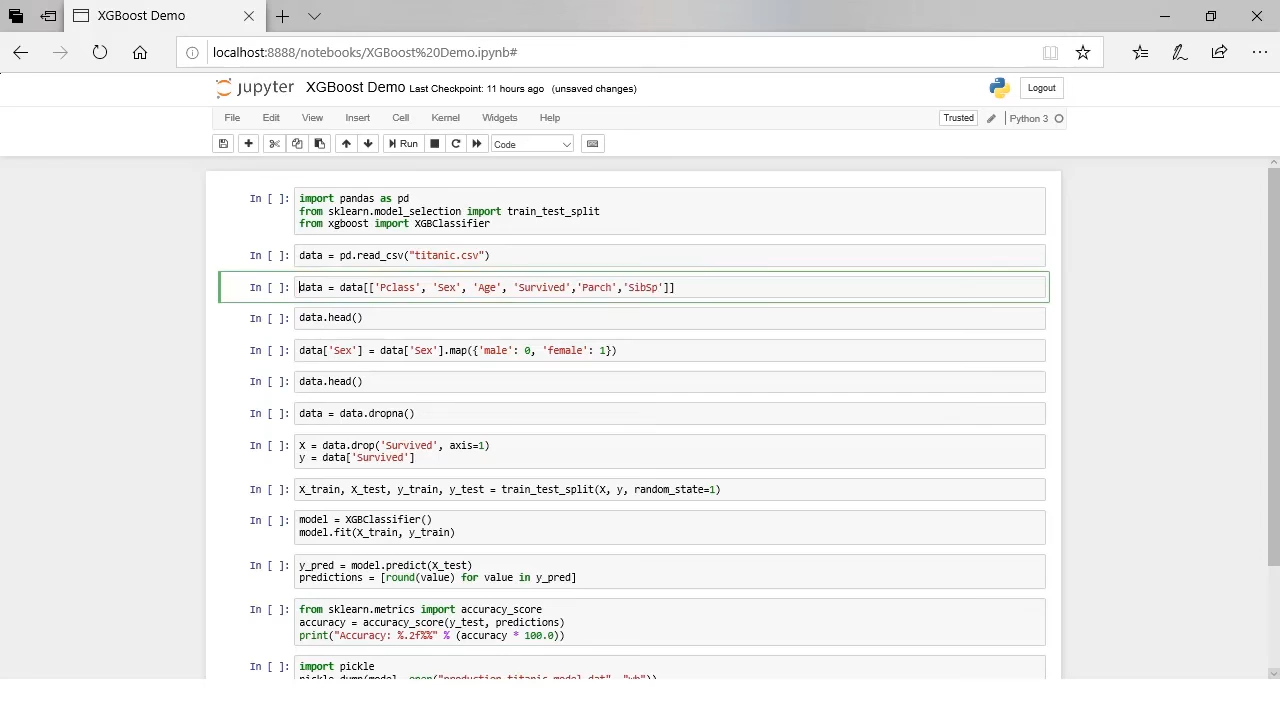 XGBoost Demo
localhost:8888/notebooks/XGBoost%20Demo.ipynb#
jupyter XGBoost Demo Last Checkpoint: 11 hours ago (unsaved changes) Logout
File Edit View Insert Cell Kernel Widgets Help Trusted Python 3
Run Code
In [ ]: import pandas as pd
from sklearn.model_selection import train_test_split
from xgboost import XGBClassifier
In [ ]: data = pd.read_csv("titanic.csv")
In [ ]: data = data[['Pclass', 'Sex', 'Age', 'Survived','Parch','SibSp']]
In [ ]: data.head()
In [ ]: data['Sex'] = data['Sex'].map({'male': 0, 'female': 1})
In [ ]: data.head()
In [ ]: data = data.dropna()
In [ ]: X = data.drop('Survived', axis=1)
y = data['Survived']
In [ ]: X_train, X_test, y_train, y_test = train_test_split(X, y, random_state=1)
In [ ]: model = XGBClassifier()
model.fit(X_train, y_train)
In [ ]: y_pred = model.predict(X_test)
predictions = [round(value) for value in y_pred]
In [ ]: from sklearn.metrics import accuracy_score
accuracy = accuracy_score(y_test, predictions)
print("Accuracy: %.2f%%" % (accuracy * 100.0))
In [ ]: import pickle
pickle.dump(model, open("production_titanic_model.dat", "wb"))